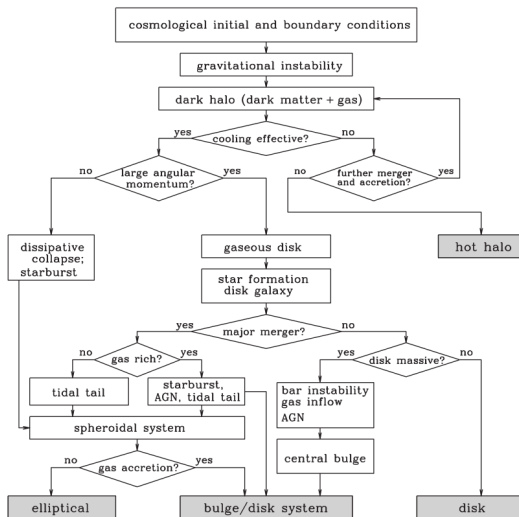 cosmological initial and boundary conditions
gravitational instability
dark halo (dark matter + gas)
yes
cooling effective?
no
no
large angular
momentum?
yes
no
further merger
and accretion?
yes
dissipative
collapse;
starburst
gaseous disk
hot halo
star formation
disk galaxy
yes
major merger?
no
no
gas rich?
yes
yes
disk massive?
no
tidal tail
starburst,
AGN, tidal tail
bar instability
gas inflow
AGN
spheroidal system
no
gas accretion?
yes
central bulge
elliptical
bulge/disk system
disk